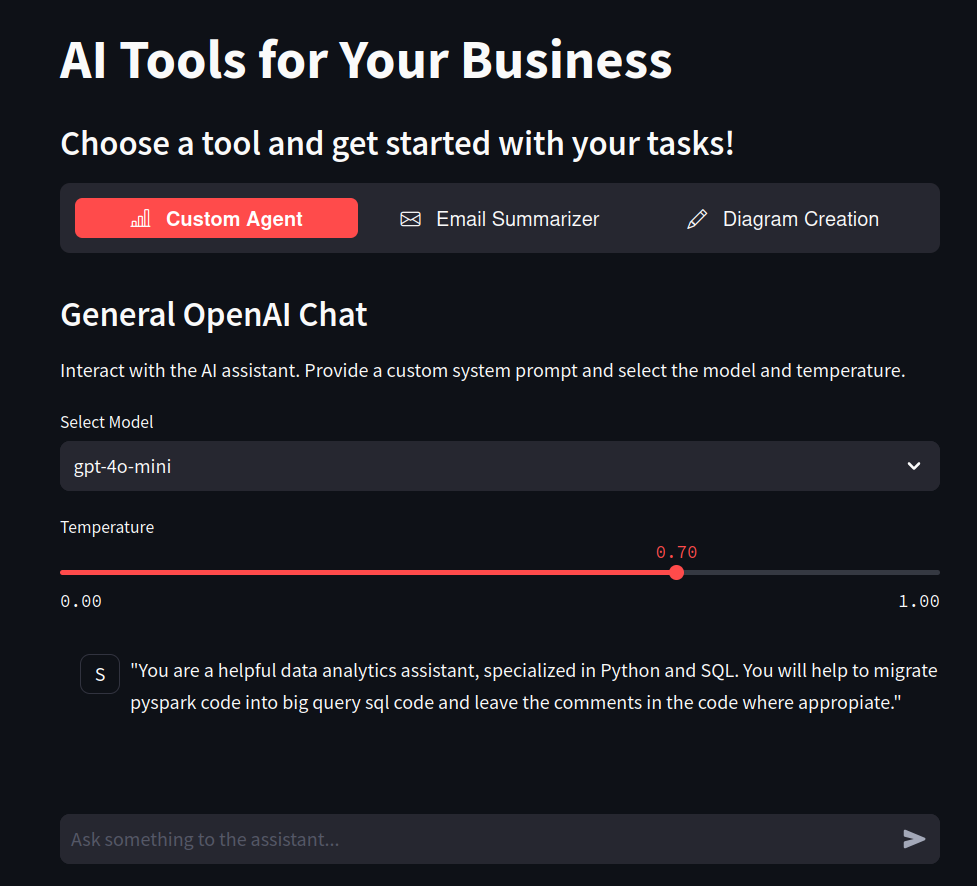 AI Tools for Your Business
Choose a tool and get started with your tasks!
Custom Agent
Email Summarizer
Diagram Creation
General OpenAI Chat
Interact with the AI assistant. Provide a custom system prompt and select the model and temperature.
Select Model
gpt-4o-mini
Temperature
0.70
0.00
1.00
S
"You are a helpful data analytics assistant, specialized in Python and SQL. You will help to migrate
pyspark code into big query sql code and leave the comments in the code where appropiate."
Ask something to the assistant...